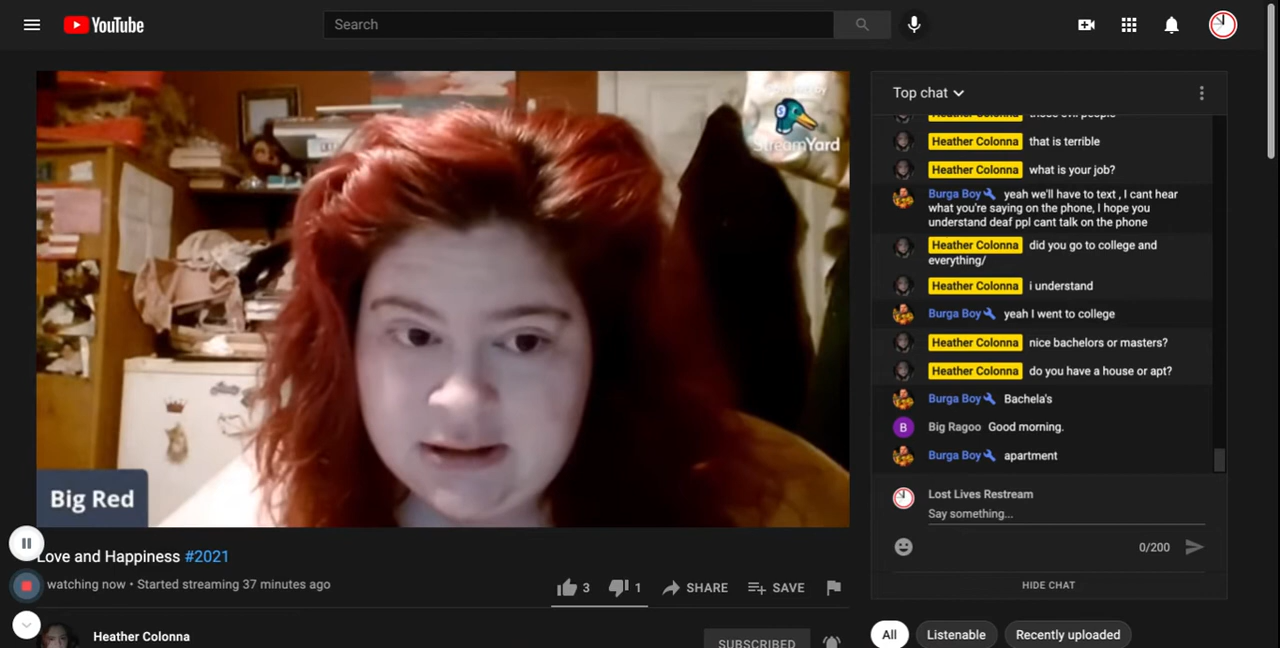 YouTube
Search
StreamYard
Big Red
Love and Happiness #2021
watching now • Started streaming 37 minutes ago
3
1
SHARE
SAVE
Heather Colonna
SUBSCRIBED
Top chat
Heather Colonna those evil people
Heather Colonna that is terrible
Heather Colonna what is your job?
Burga Boy yeah we'll have to text , I cant hear
what you're saying on the phone, I hope you
understand deaf ppl cant talk on the phone
Heather Colonna did you go to college and
everything/
Heather Colonna i understand
Burga Boy yeah I went to college
Heather Colonna nice bachelors or masters?
Heather Colonna do you have a house or apt?
Burga Boy Bachela's
B Big Ragoo Good morning.
Burga Boy apartment
Lost Lives Restream
Say something...
0/200
HIDE CHAT
All
Listenable
Recently uploaded